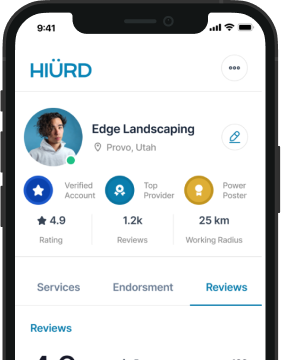 9:41
HIÜRD
Edge Landscaping
Provo, Utah
Verified Account
Top Provider
Power Poster
4.9
1.2k
25 km
Rating
Reviews
Working Radius
Services
Endorsment
Reviews
Reviews